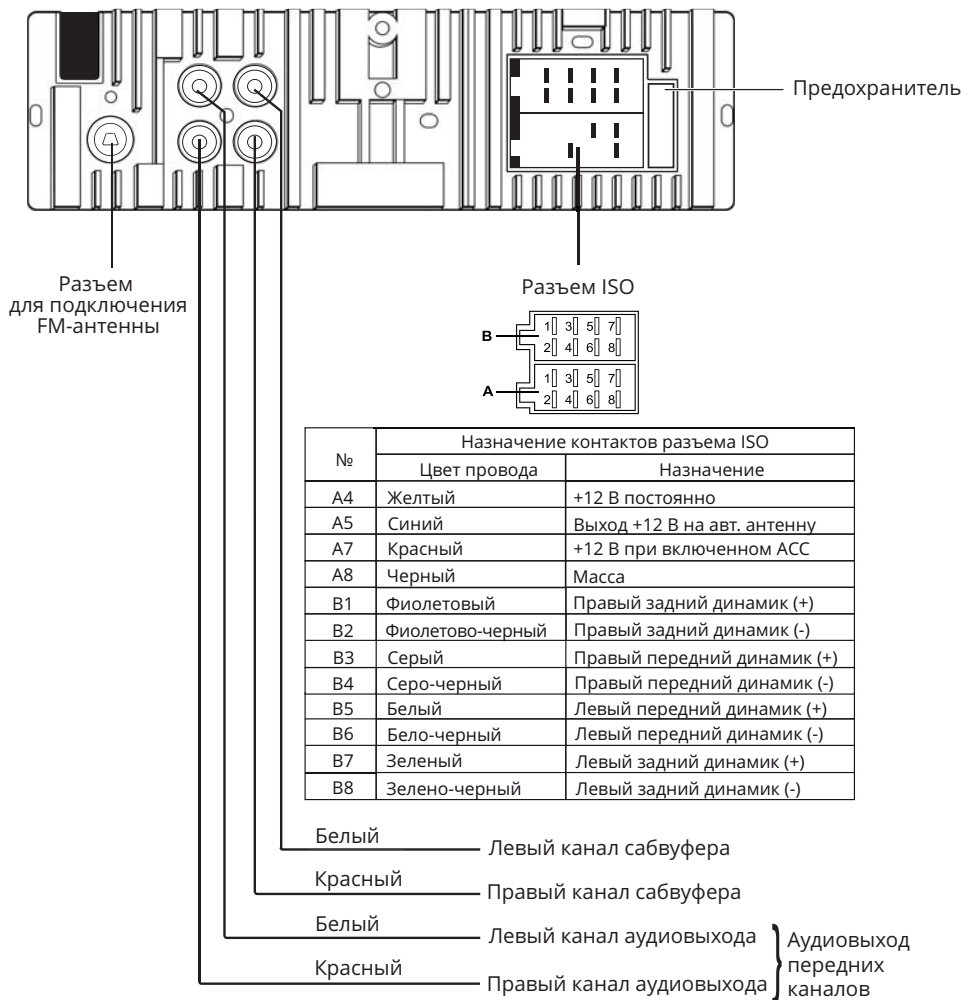 Предохранитель
Разъем
для подключения
FM-антенны
Разъем ISO
B
1 3 5 7
2 4 6 8
A
1 3 5 7
2 4 6 8
№ Назначение контактов разъема ISO
Цвет провода Назначение
A4 Желтый +12 В постоянно
A5 Синий Выход +12 В на авт. антенну
A7 Красный +12 В при включенном ACC
A8 Черный Масса
B1 Фиолетовый Правый задний динамик (+)
B2 Фиолетово-черный Правый задний динамик (-)
B3 Серый Правый передний динамик (+)
B4 Серо-черный Правый передний динамик (-)
B5 Белый Левый передний динамик (+)
B6 Бело-черный Левый передний динамик (-)
B7 Зеленый Левый задний динамик (+)
B8 Зелено-черный Левый задний динамик (-)
Белый Левый канал сабвуфера
Красный Правый канал сабвуфера
Белый Левый канал аудиовыхода
Красный Правый канал аудиовыхода
Аудиовыход
передних
каналов